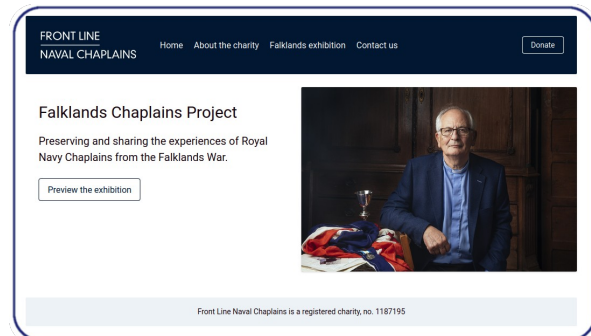 FRONT LINE
NAVAL CHAPLAINS
Home About the charity Falklands exhibition Contact us
Donate
Falklands Chaplains Project
Preserving and sharing the experiences of Royal
Navy Chaplains from the Falklands War.
Preview the exhibition
Front Line Naval Chaplains is a registered charity, no. 1187195